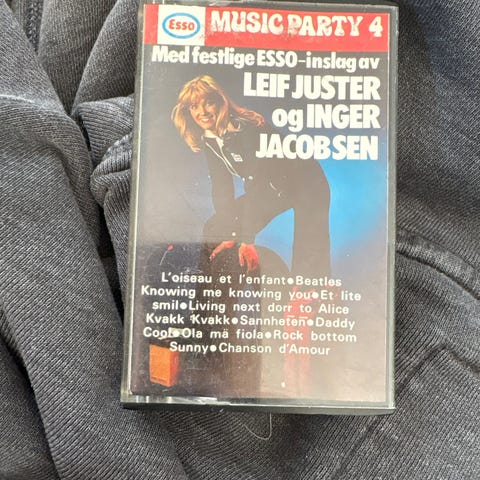 Esso MUSIC PARTY 4
Med festlige ESSO-inslag av
LEIF JUSTER
og INGER
JACOBSEN
L'oiseau et l'enfant●Beatles
Knowing me knowing you●Et lite
smil●Living next dorr to Alice
Kvakk Kvakk●Sannheten●Daddy
Cool●Ola mä fiola●Rock bottom
Sunny●Chanson d'Amour